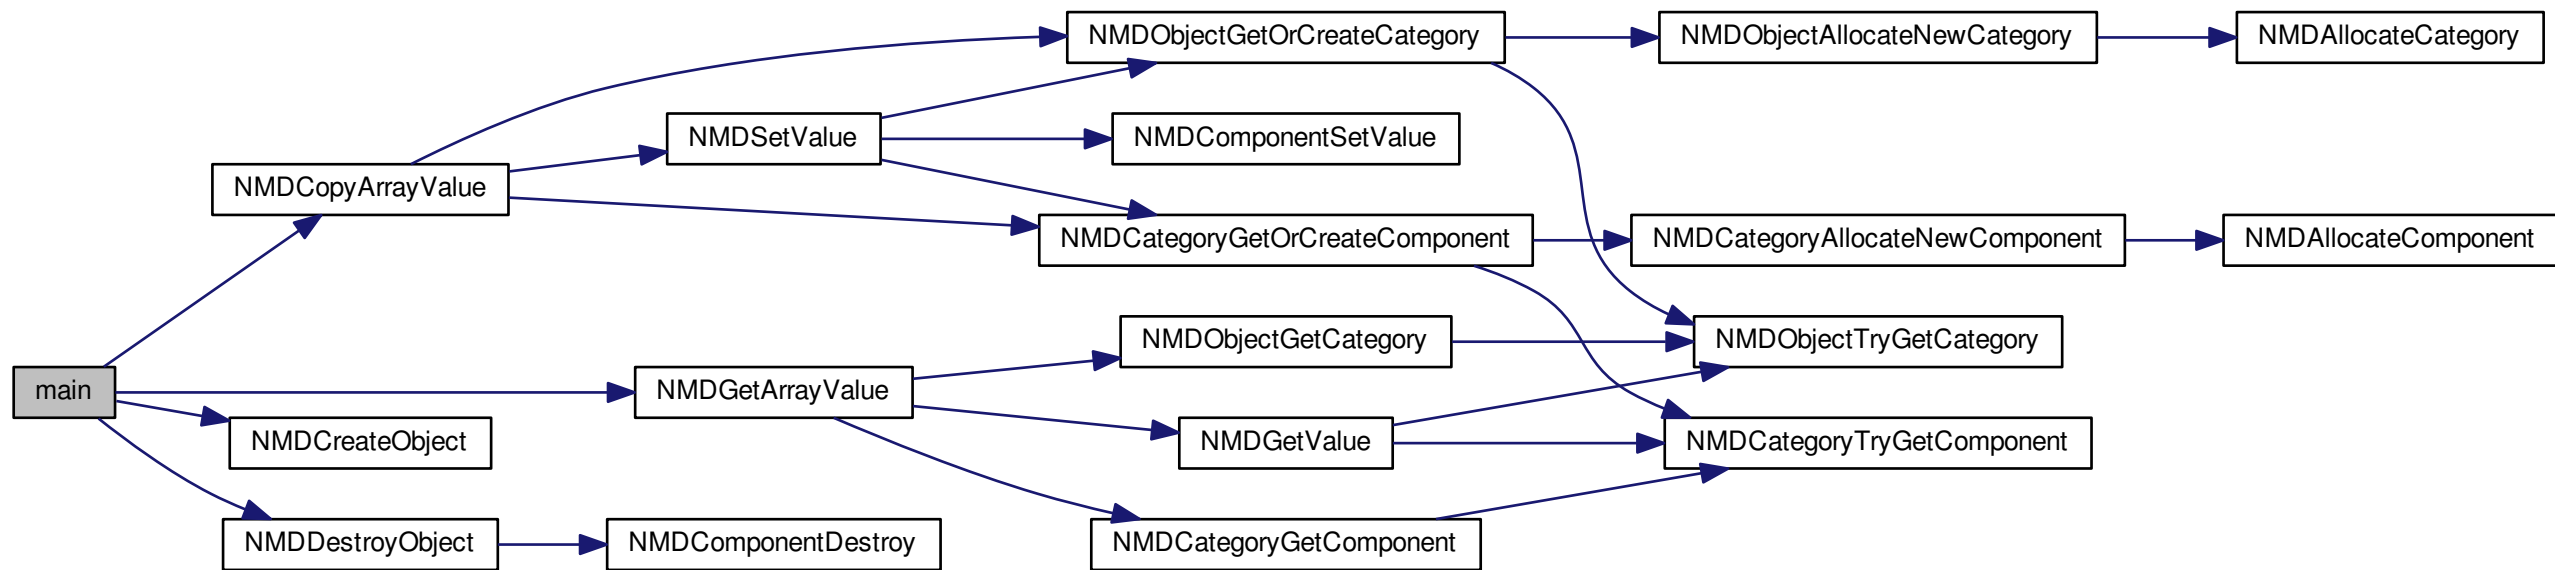 NMDObjectGetOrCreateCategory
NMDObjectAllocateNewCategory
NMDAllocateCategory
NMDSetValue
NMDComponentSetValue
NMDCopyArrayValue
NMDCategoryGetOrCreateComponent
NMDCategoryAllocateNewComponent
NMDAllocateComponent
NMDObjectGetCategory
NMDObjectTryGetCategory
main
NMDGetArrayValue
NMDCreateObject
NMDGetValue
NMDCategoryTryGetComponent
NMDDestroyObject
NMDComponentDestroy
NMDCategoryGetComponent